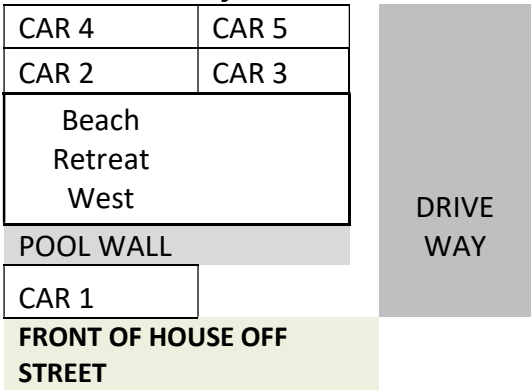 CAR 4 CAR 5
CAR 2 CAR 3
Beach
Retreat
West
DRIVE
WAY
POOL WALL
CAR 1
FRONT OF HOUSE OFF
STREET